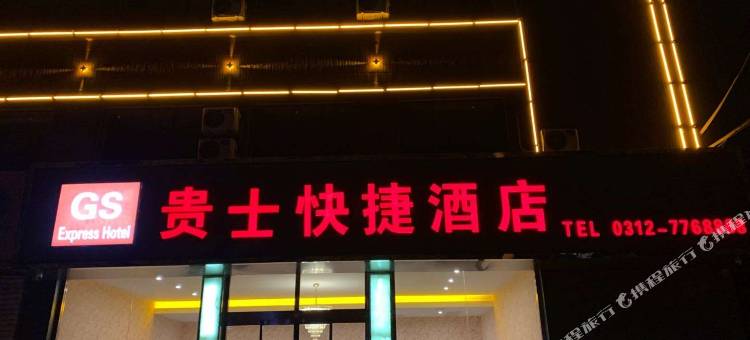 GS
Express Hotel
贵士快捷酒店
TEL 0312-7768
携程旅行
携程旅行